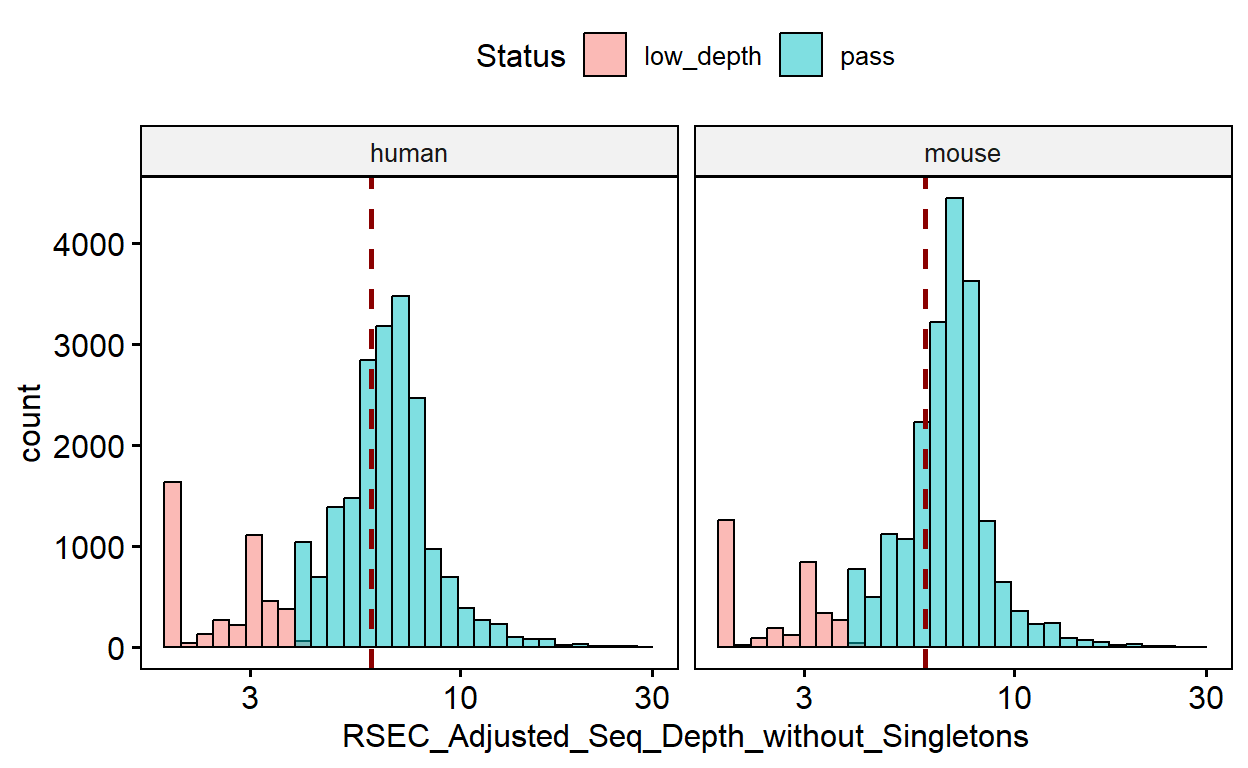 Status low_depth pass
human mouse
4000
3000
2000
1000
0
count
3 10 30 3 10 30
RSEC_Adjusted_Seq_Depth_without_Singletons